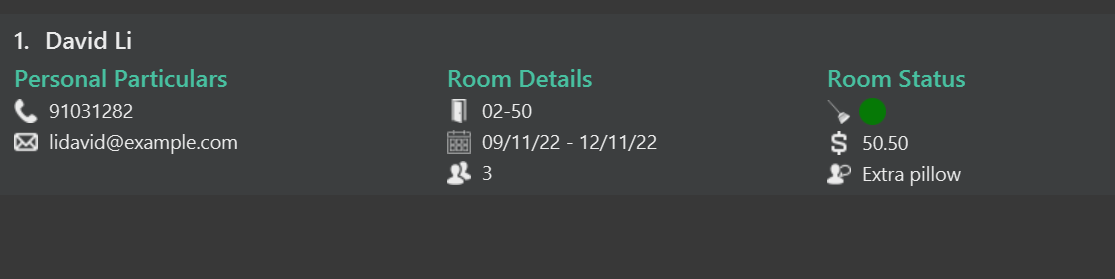 1. David Li
Personal Particulars
91031282
lidavid@example.com
Room Details
02-50
09/11/22 - 12/11/22
3
Room Status
50.50
Extra pillow